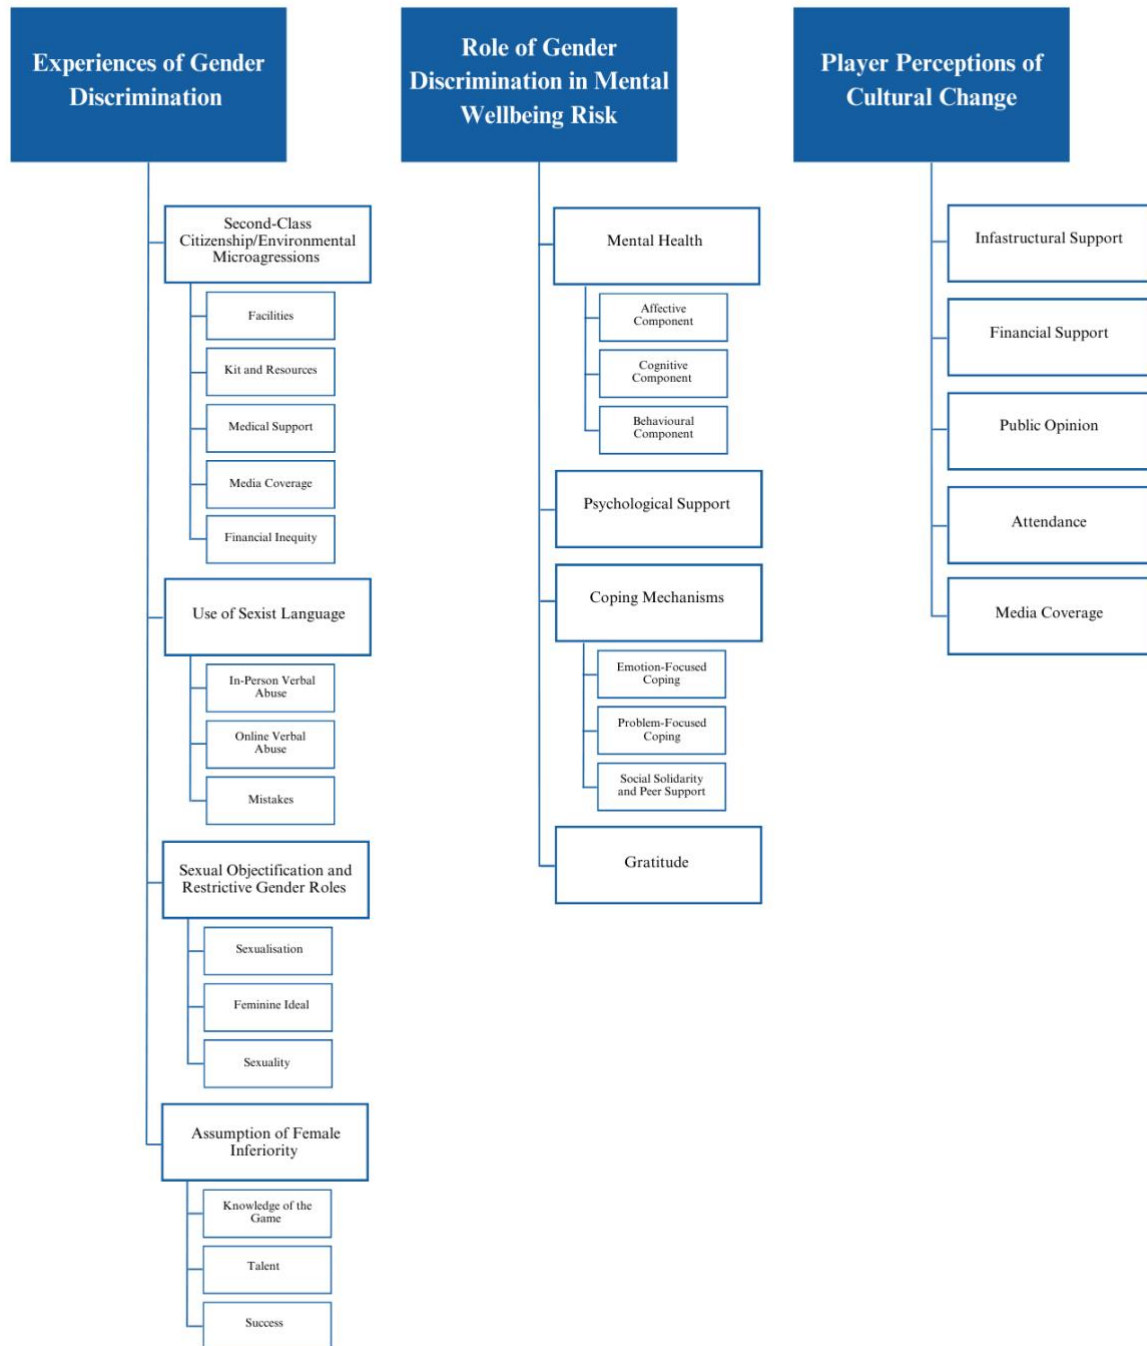 Experiences of Gender
Discrimination
Second-Class
Citizenship/Environmental
Microagressions
Facilities
Kit and Resources
Medical Support
Media Coverage
Financial Inequity
Use of Sexist Language
In-Person Verbal
Abuse
Online Verbal
Abuse
Mistakes
Sexual Objectification and
Restrictive Gender Roles
Sexualisation
Feminine Ideal
Sexuality
Assumption of Female
Inferiority
Knowledge of the
Game
Talent
Success
Role of Gender
Discrimination in Mental
Wellbeing Risk
Mental Health
Affective
Component
Cognitive
Component
Behavioural
Component
Psychological Support
Coping Mechanisms
Emotion-Focused
Coping
Problem-Focused
Coping
Social Solidarity
and Peer Support
Gratitude
Player Perceptions of
Cultural Change
Infastructural Support
Financial Support
Public Opinion
Attendance
Media Coverage